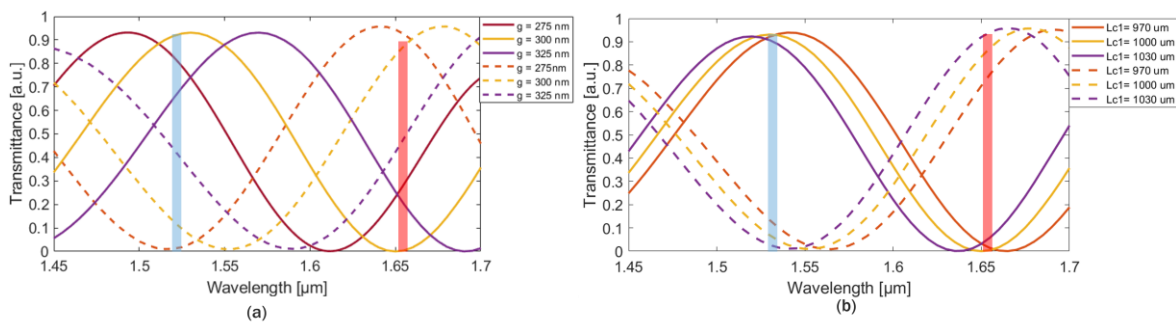 Transmittance [a.u.]
1
0.9
0.8
0.7
0.6
0.5
0.4
0.3
0.2
0.1
0
1.45
1.5
1.55
1.6
1.65
1.7
Wavelength [µm]
g = 275 nm
g = 300 nm
g = 325 nm
g = 275nm
g = 300 nm
g = 325 nm
(a)
Transmittance [a.u.]
1
0.9
0.8
0.7
0.6
0.5
0.4
0.3
0.2
0.1
0
1.45
1.5
1.55
1.6
1.65
1.7
Wavelength [µm]
Lc1= 970 um
Lc1= 1000 um
Lc1= 1030 um
Lc1= 970 um
Lc1= 1000 um
Lc1= 1030 um
(b)